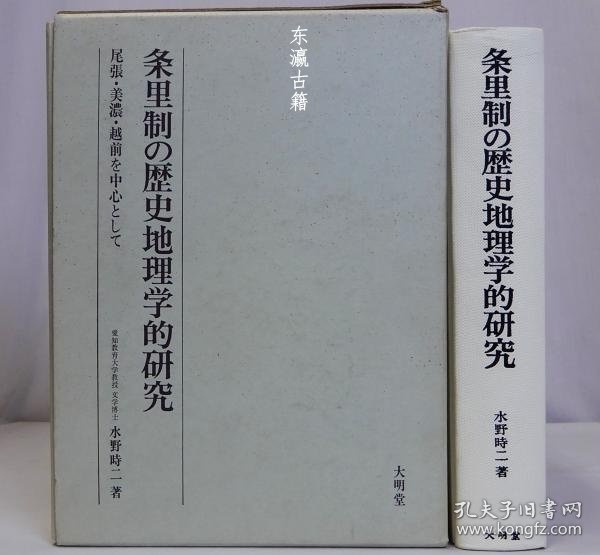 东瀛古籍
条里制の歴史地理学的研究
尾張・美濃・越前を中心として
愛知教育大学教授 文学博士 水野時二 著
大明堂
条里制の歴史地理学的研究
水野時二 著
大明堂
孔夫子旧书网
www.kongfz.com